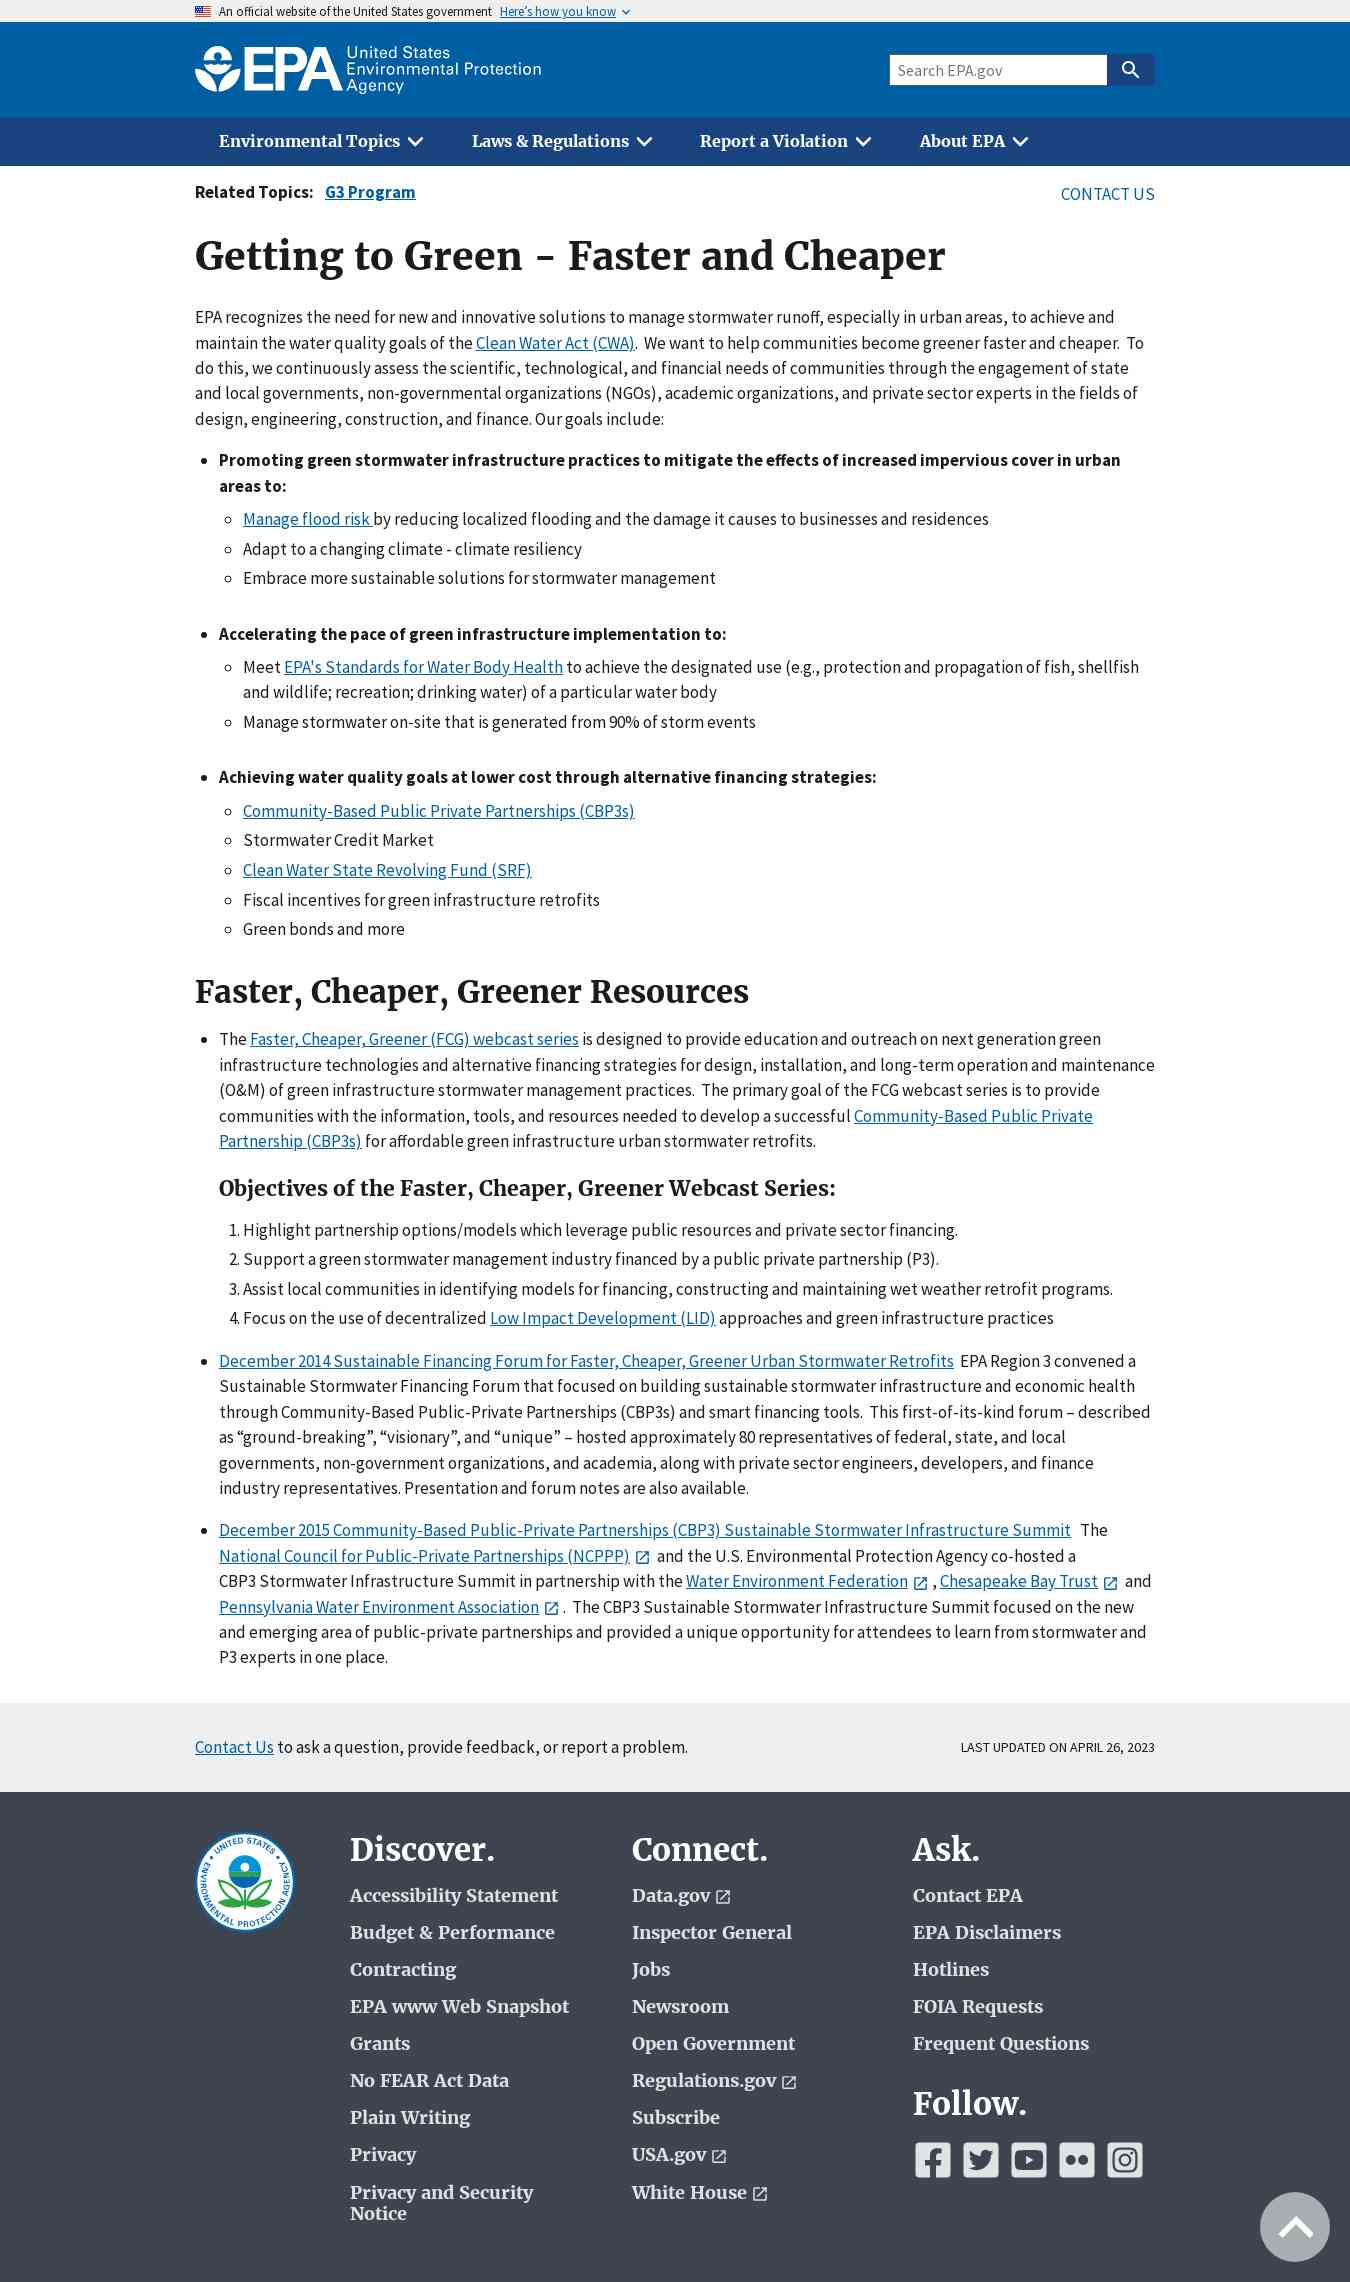 An official website of the United States government Here’s how you know
EPA United States
Environmental Protection
Agency
Search EPA.gov
Environmental Topics Laws & Regulations Report a Violation About EPA
Related Topics: G3 Program CONTACT US
Getting to Green - Faster and Cheaper
EPA recognizes the need for new and innovative solutions to manage stormwater runoff, especially in urban areas, to achieve and
maintain the water quality goals of the Clean Water Act (CWA). We want to help communities become greener faster and cheaper. To
do this, we continuously assess the scientific, technological, and financial needs of communities through the engagement of state
and local governments, non-governmental organizations (NGOs), academic organizations, and private sector experts in the fields of
design, engineering, construction, and finance. Our goals include:
• Promoting green stormwater infrastructure practices to mitigate the effects of increased impervious cover in urban
areas to:
◦ Manage flood risk by reducing localized flooding and the damage it causes to businesses and residences
◦ Adapt to a changing climate - climate resiliency
◦ Embrace more sustainable solutions for stormwater management
• Accelerating the pace of green infrastructure implementation to:
◦ Meet EPA's Standards for Water Body Health to achieve the designated use (e.g., protection and propagation of fish, shellfish
and wildlife; recreation; drinking water) of a particular water body
◦ Manage stormwater on-site that is generated from 90% of storm events
• Achieving water quality goals at lower cost through alternative financing strategies:
◦ Community-Based Public Private Partnerships (CBP3s)
◦ Stormwater Credit Market
◦ Clean Water State Revolving Fund (SRF)
◦ Fiscal incentives for green infrastructure retrofits
◦ Green bonds and more
Faster, Cheaper, Greener Resources
• The Faster, Cheaper, Greener (FCG) webcast series is designed to provide education and outreach on next generation green
infrastructure technologies and alternative financing strategies for design, installation, and long-term operation and maintenance
(O&M) of green infrastructure stormwater management practices. The primary goal of the FCG webcast series is to provide
communities with the information, tools, and resources needed to develop a successful Community-Based Public Private
Partnership (CBP3s) for affordable green infrastructure urban stormwater retrofits.
Objectives of the Faster, Cheaper, Greener Webcast Series:
1. Highlight partnership options/models which leverage public resources and private sector financing.
2. Support a green stormwater management industry financed by a public private partnership (P3).
3. Assist local communities in identifying models for financing, constructing and maintaining wet weather retrofit programs.
4. Focus on the use of decentralized Low Impact Development (LID) approaches and green infrastructure practices
• December 2014 Sustainable Financing Forum for Faster, Cheaper, Greener Urban Stormwater Retrofits EPA Region 3 convened a
Sustainable Stormwater Financing Forum that focused on building sustainable stormwater infrastructure and economic health
through Community-Based Public-Private Partnerships (CBP3s) and smart financing tools. This first-of-its-kind forum – described
as “ground-breaking”, “visionary”, and “unique” – hosted approximately 80 representatives of federal, state, and local
governments, non-government organizations, and academia, along with private sector engineers, developers, and finance
industry representatives. Presentation and forum notes are also available.
• December 2015 Community-Based Public-Private Partnerships (CBP3) Sustainable Stormwater Infrastructure Summit The
National Council for Public-Private Partnerships (NCPPP) and the U.S. Environmental Protection Agency co-hosted a
CBP3 Stormwater Infrastructure Summit in partnership with the Water Environment Federation , Chesapeake Bay Trust and
Pennsylvania Water Environment Association . The CBP3 Sustainable Stormwater Infrastructure Summit focused on the new
and emerging area of public-private partnerships and provided a unique opportunity for attendees to learn from stormwater and
P3 experts in one place.
Contact Us to ask a question, provide feedback, or report a problem. LAST UPDATED ON APRIL 26, 2023
UNITED STATES ENVIRONMENTAL PROTECTION AGENCY
Discover.
Accessibility Statement
Budget & Performance
Contracting
EPA www Web Snapshot
Grants
No FEAR Act Data
Plain Writing
Privacy
Privacy and Security
Notice
Connect.
Data.gov
Inspector General
Jobs
Newsroom
Open Government
Regulations.gov
Subscribe
USA.gov
White House
Ask.
Contact EPA
EPA Disclaimers
Hotlines
FOIA Requests
Frequent Questions
Follow.